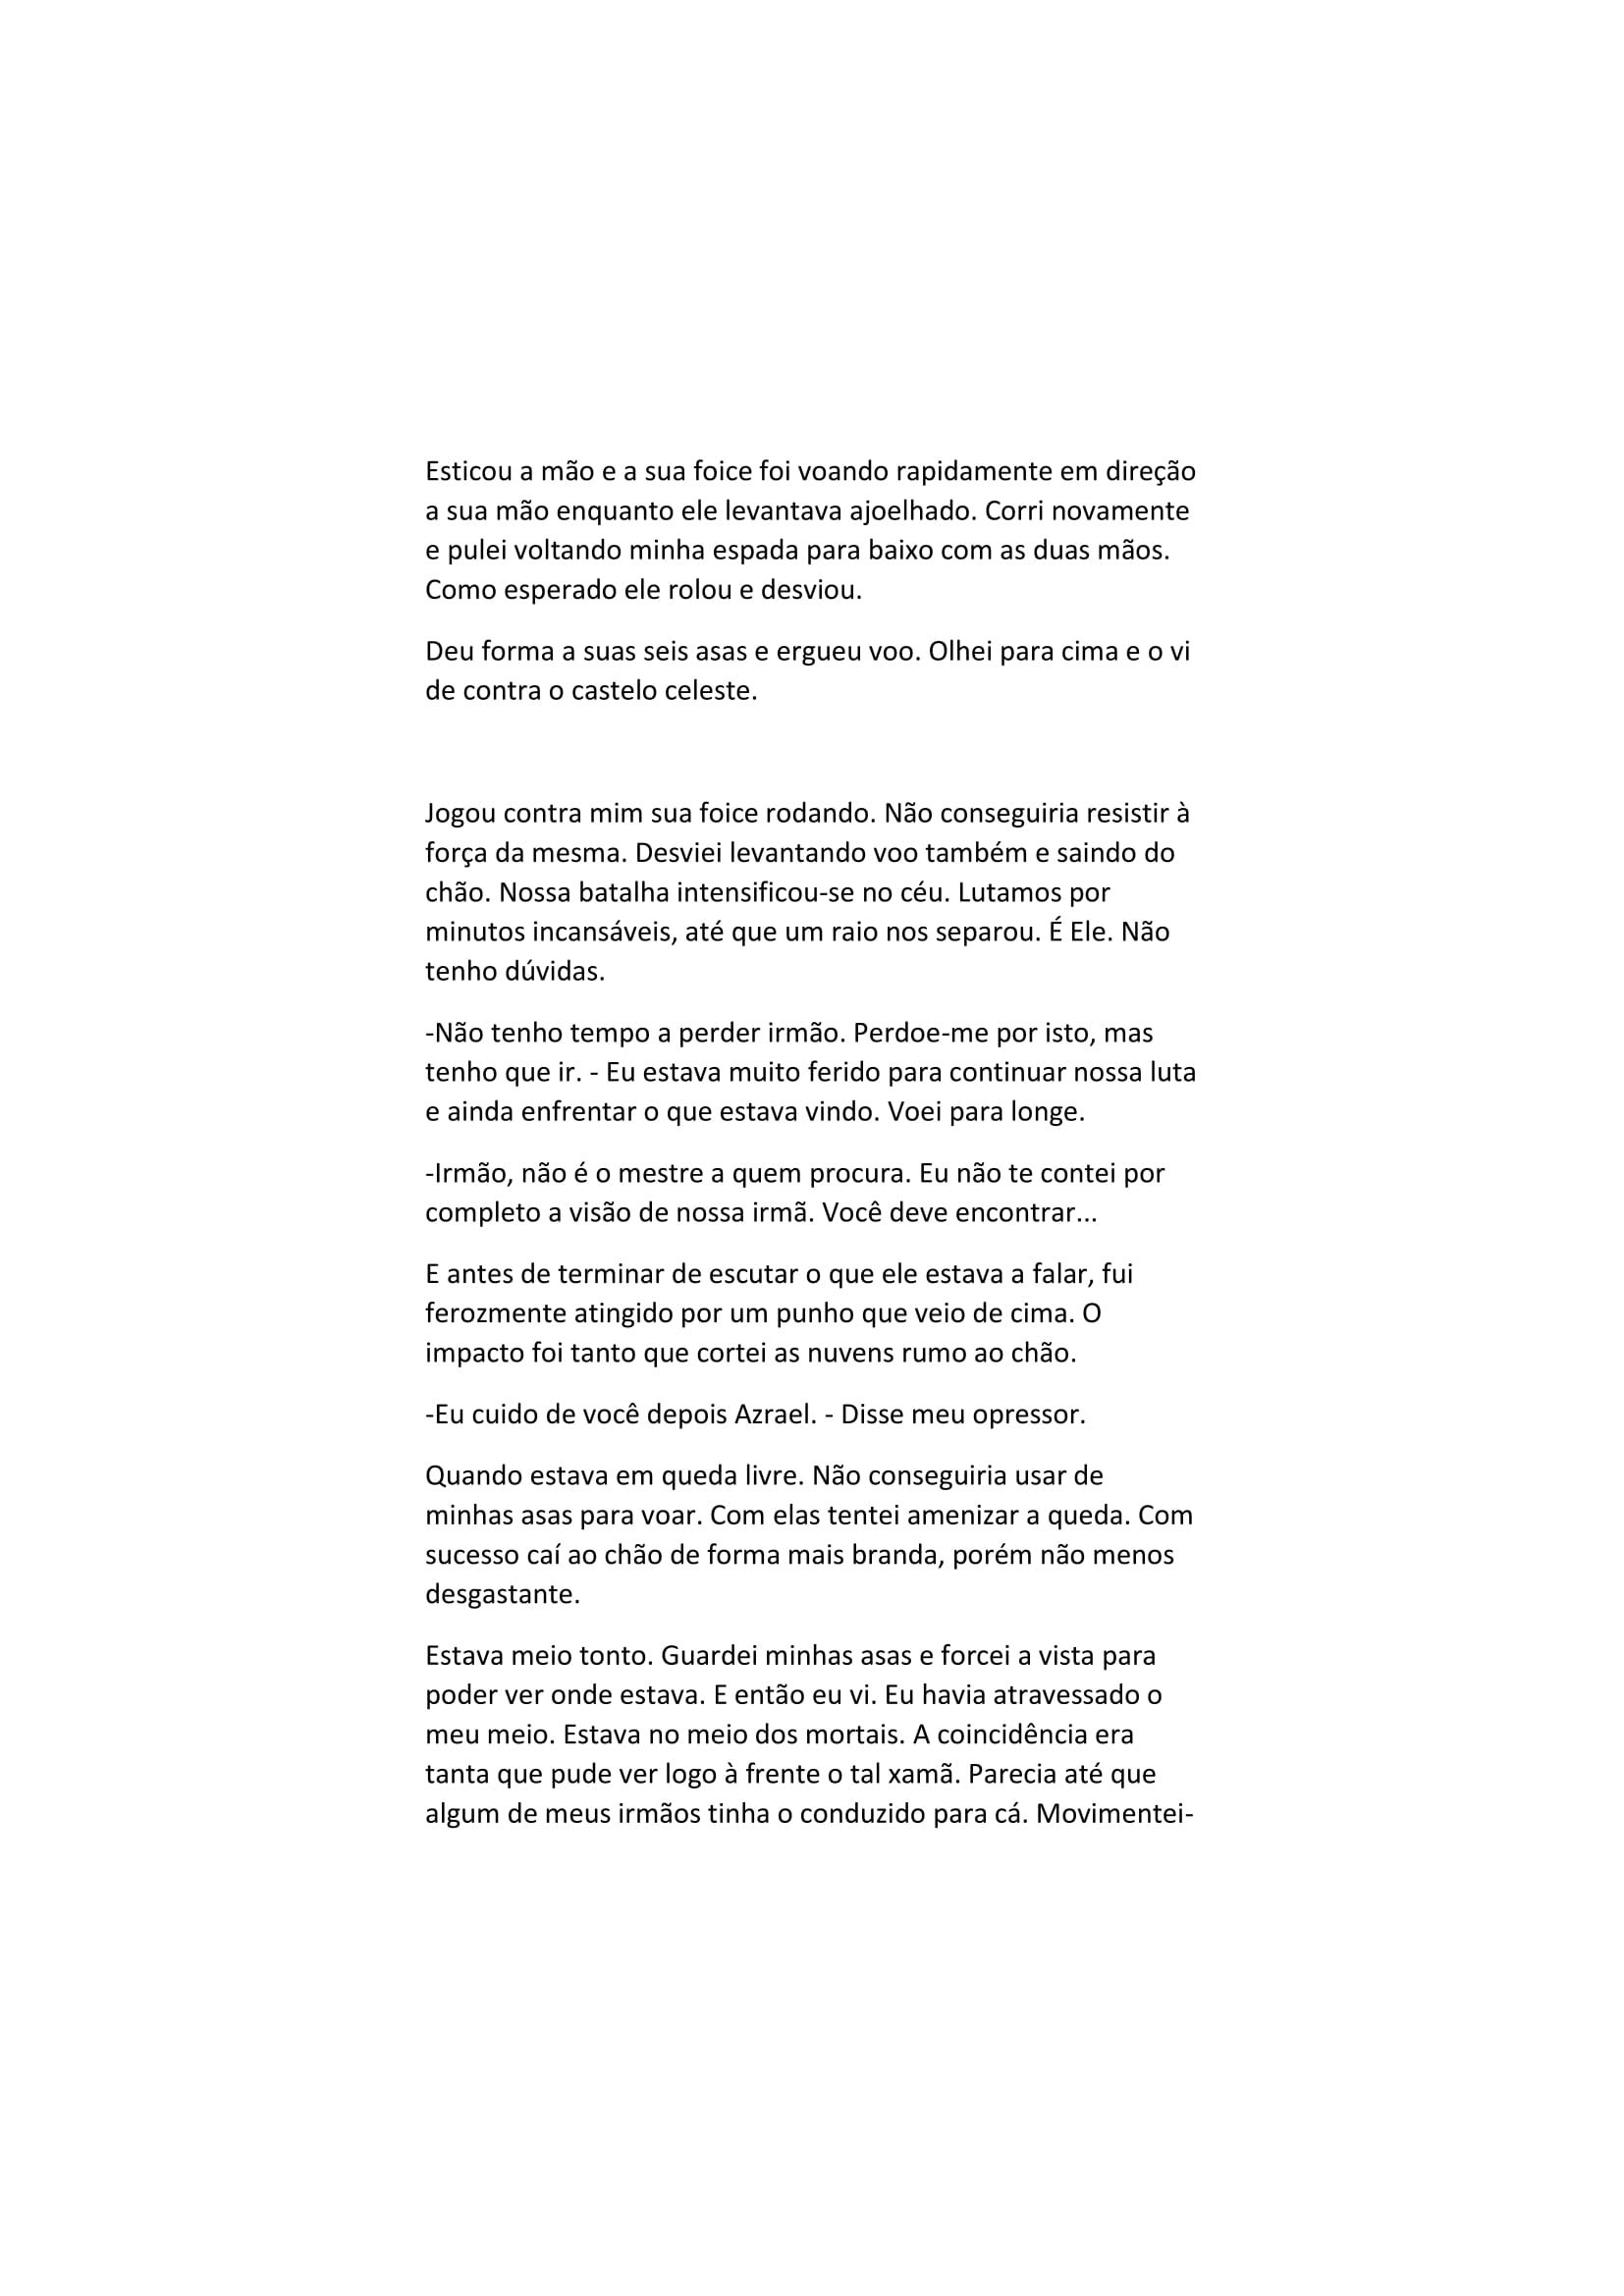 Esticou a mão e a sua foice foi voando rapidamente em direção
a sua mão enquanto ele levantava ajoelhado. Corri novamente
e pulei voltando minha espada para baixo com as duas mãos.
Como esperado ele rolou e desviou.
Deu forma a suas seis asas e ergueu voo. Olhei para cima e o vi
de contra o castelo celeste.
Jogou contra mim sua foice rodando. Não conseguiria resistir à
força da mesma. Desviei levantando voo também e saindo do
chão. Nossa batalha intensificou-se no céu. Lutamos por
minutos incansáveis, até que um raio nos separou. É Ele. Não
tenho dúvidas.
-Não tenho tempo a perder irmão. Perdoe-me por isto, mas
tenho que ir. - Eu estava muito ferido para continuar nossa luta
e ainda enfrentar o que estava vindo. Voei para longe.
-Irmão, não é o mestre a quem procura. Eu não te contei por
completo a visão de nossa irmã. Você deve encontrar...
E antes de terminar de escutar o que ele estava a falar, fui
ferozmente atingido por um punho que veio de cima. O
impacto foi tanto que cortei as nuvens rumo ao chão.
-Eu cuido de você depois Azrael. - Disse meu opressor.
Quando estava em queda livre. Não conseguiria usar de
minhas asas para voar. Com elas tentei amenizar a queda. Com
sucesso caí ao chão de forma mais branda, porém não menos
desgastante.
Estava meio tonto. Guardei minhas asas e forcei a vista para
poder ver onde estava. E então eu vi. Eu havia atravessado o
meu meio. Estava no meio dos mortais. A coincidência era
tanta que pude ver logo à frente o tal xamã. Parecia até que
algum de meus irmãos tinha o conduzido para cá. Movimentei-